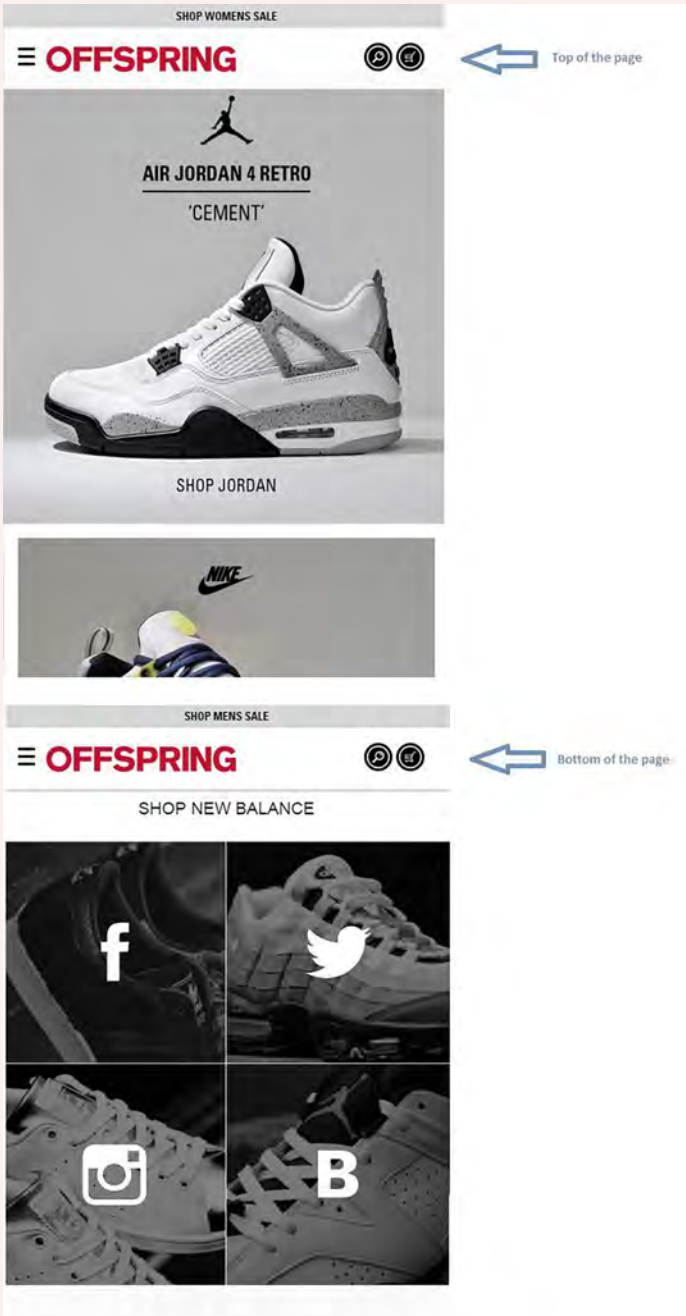 SHOP WOMENS SALE
OFFSPRING
Top of the page
AIR JORDAN 4 RETRO
'CEMENT'
SHOP JORDAN
NIKE
SHOP MENS SALE
OFFSPRING
Bottom of the page
SHOP NEW BALANCE
f
B